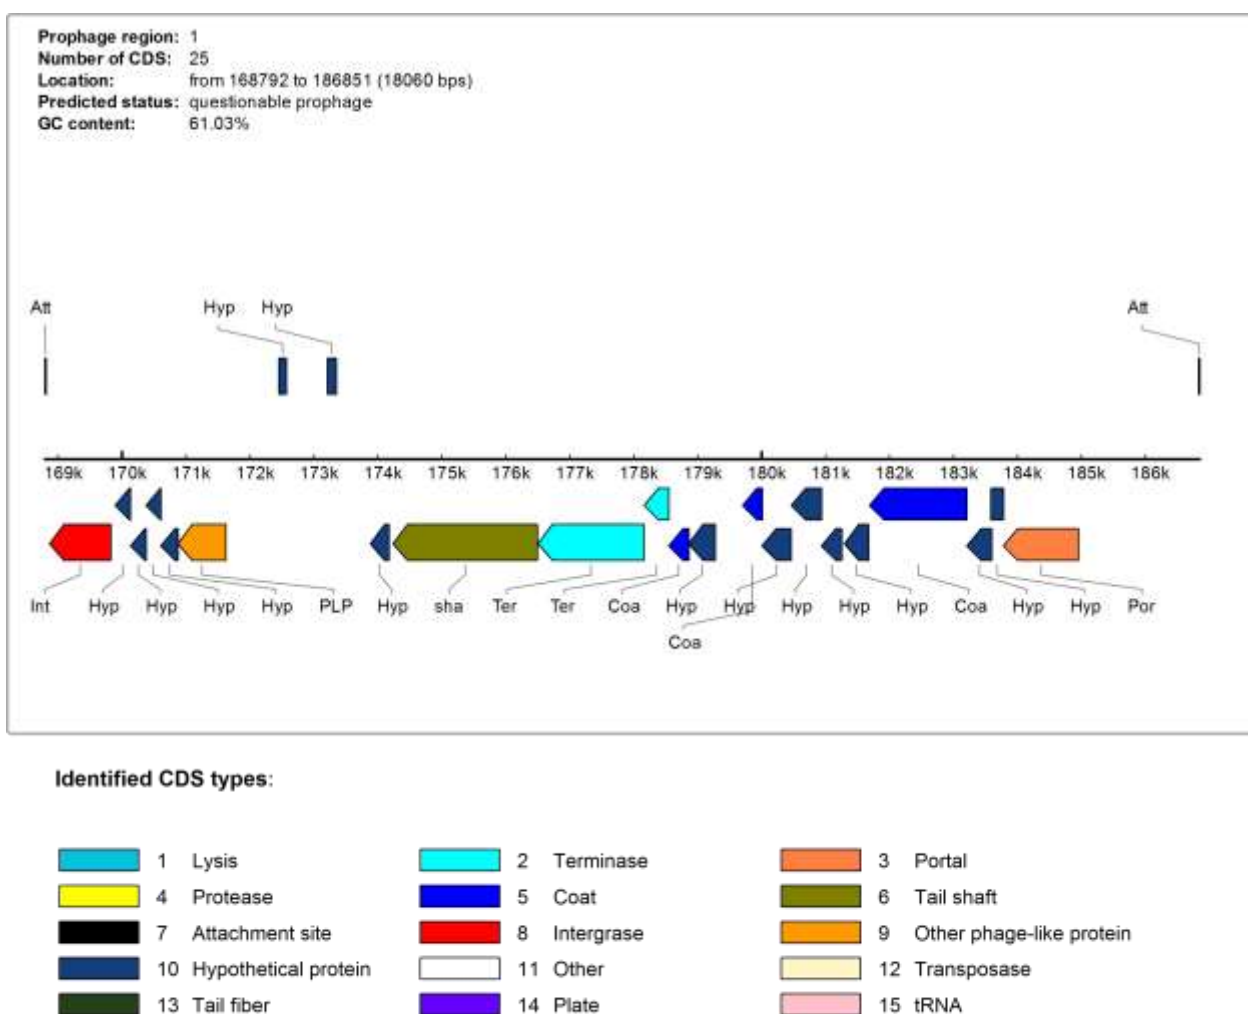 Prophage region: 1
Number of CDS: 25
Location: from 168792 to 186851 (18060 bps)
Predicted status: questionable prophage
GC content: 61.03%
Att Hyp Hyp Att
169k 170k 171k 172k 173k 174k 175k 176k 177k 178k 179k 180k 181k 182k 183k 184k 185k 186k
Int Hyp Hyp Hyp Hyp PLP Hyp sha Ter Ter Coa Hyp Hyp Hyp Hyp Hyp Coa Hyp Hyp Por
Coa
Identified CDS types:
1 Lysis 2 Terminase 3 Portal
4 Protease 5 Coat 6 Tail shaft
7 Attachment site 8 Intergrase 9 Other phage-like protein
10 Hypothetical protein 11 Other 12 Transposase
13 Tail fiber 14 Plate 15 tRNA